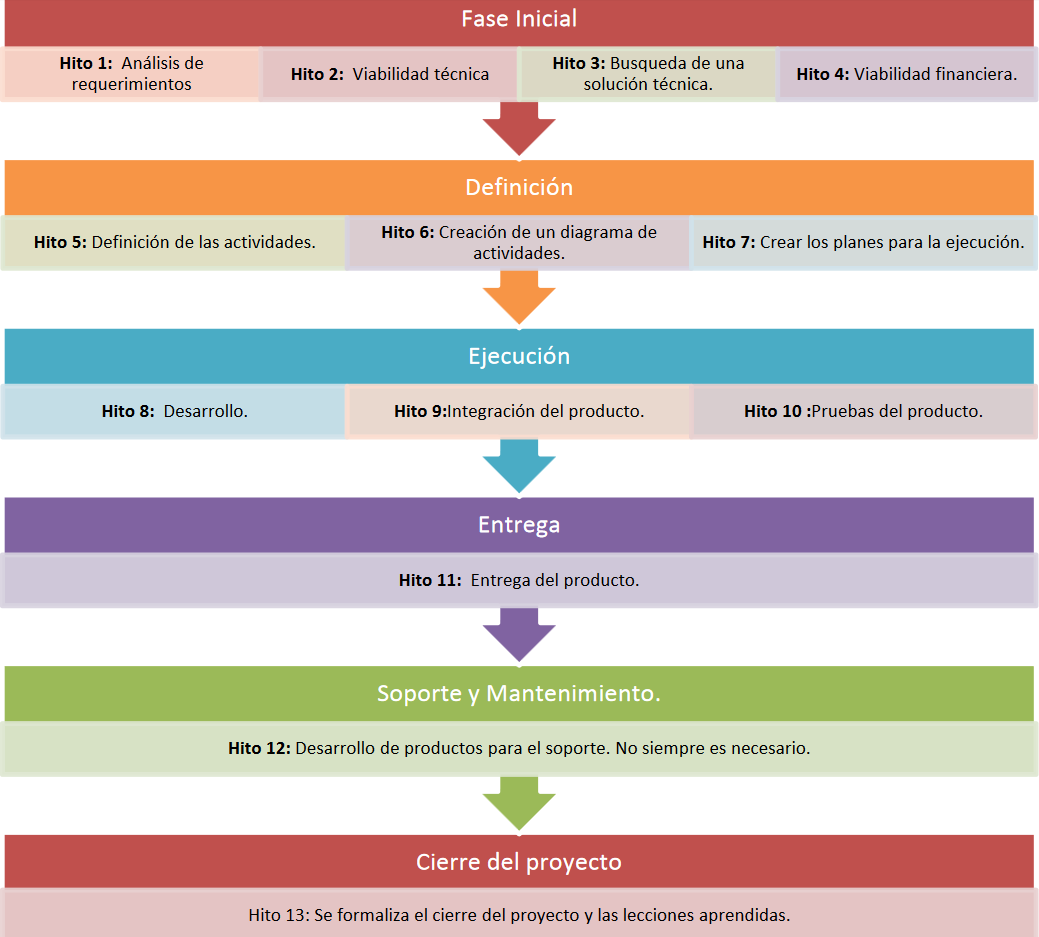 Fase Inicial
Hito 1:  Análisis de
requerimientos
Hito 2:  Viabilidad técnica
Hito 3: Busqueda de una
solución técnica.
Hito 4: Viabilidad financiera.
Definición
Hito 5: Definición de las actividades.
Hito 6: Creación de un diagrama de
actividades.
Hito 7: Crear los planes para la ejecución.
Ejecución
Hito 8:  Desarrollo.
Hito 9:Integración del producto.
Hito 10 :Pruebas del producto.
Entrega
Hito 11:  Entrega del producto.
Soporte y Mantenimiento.
Hito 12: Desarrollo de productos para el soporte. No siempre es necesario.
Cierre del proyecto
Hito 13: Se formaliza el cierre del proyecto y las lecciones aprendidas.